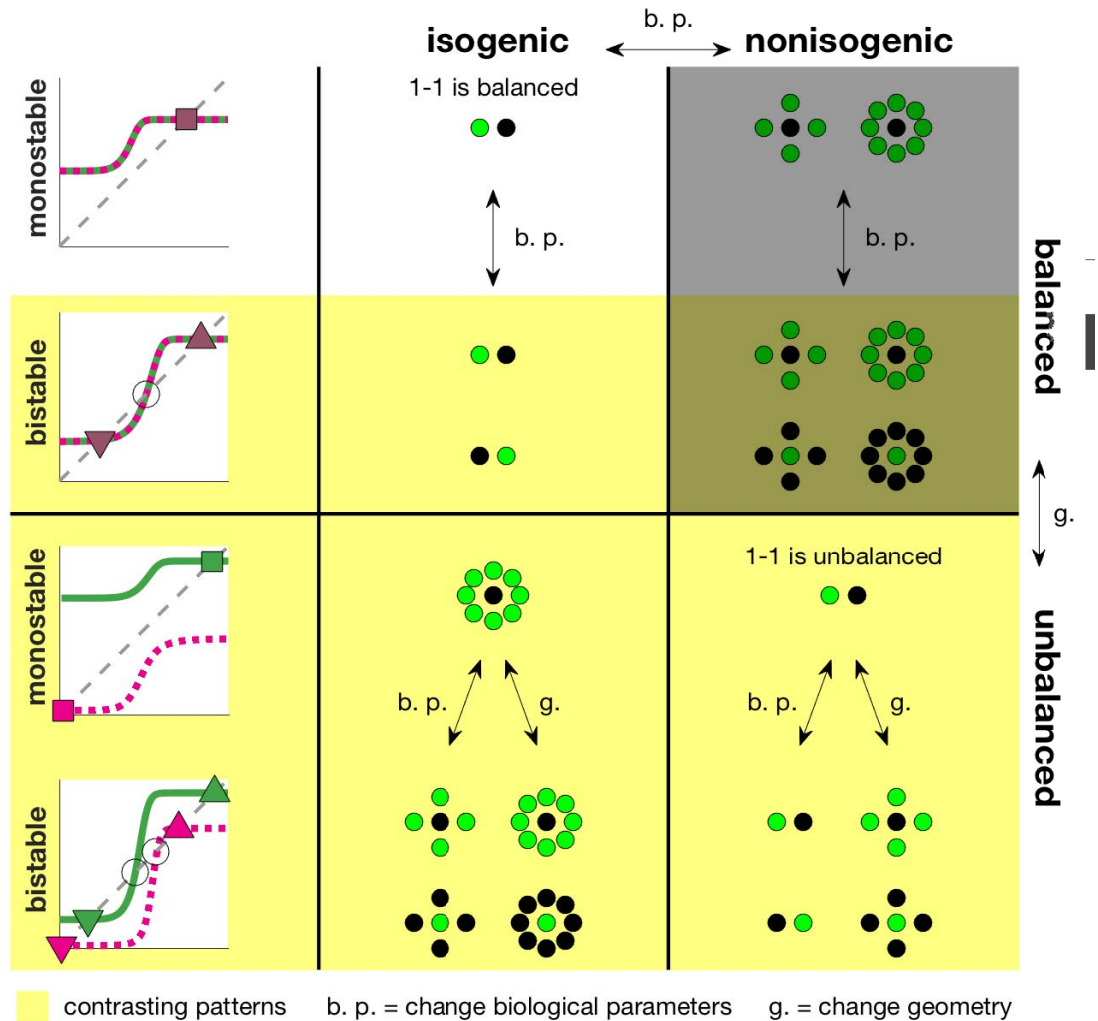 b. p.
isogenic nonisogenic
1-1 is balanced
monostable
b. p. b. p.
balanced
bistable
g.
1-1 is unbalanced
monostable
unbalanced
b. p. g. b. p. g.
bistable
contrasting patterns b. p. = change biological parameters g. = change geometry